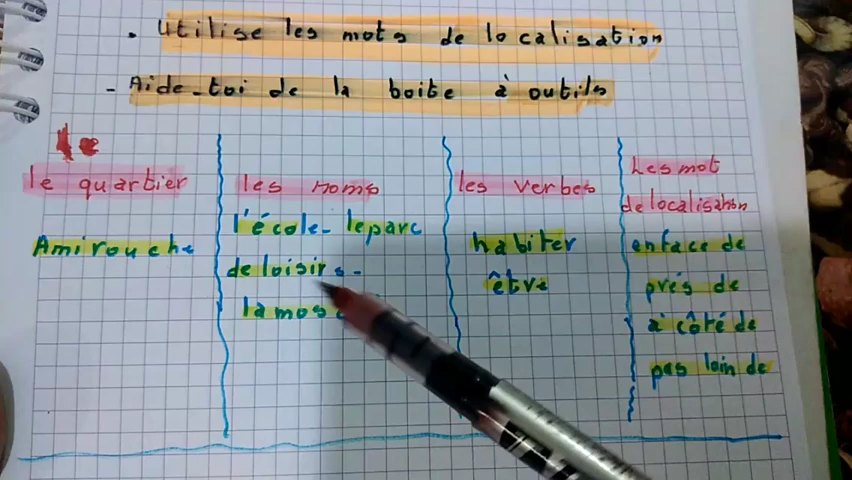 . Utilise les mots de localisation
- Aide-toi de la boite à outils
le quartier
les noms
les verbes
Les mot
de localisation
Amirouche
l'école - le parc
de loisirs -
habiter
être
en face de
prés de
à côté de
pas loin de